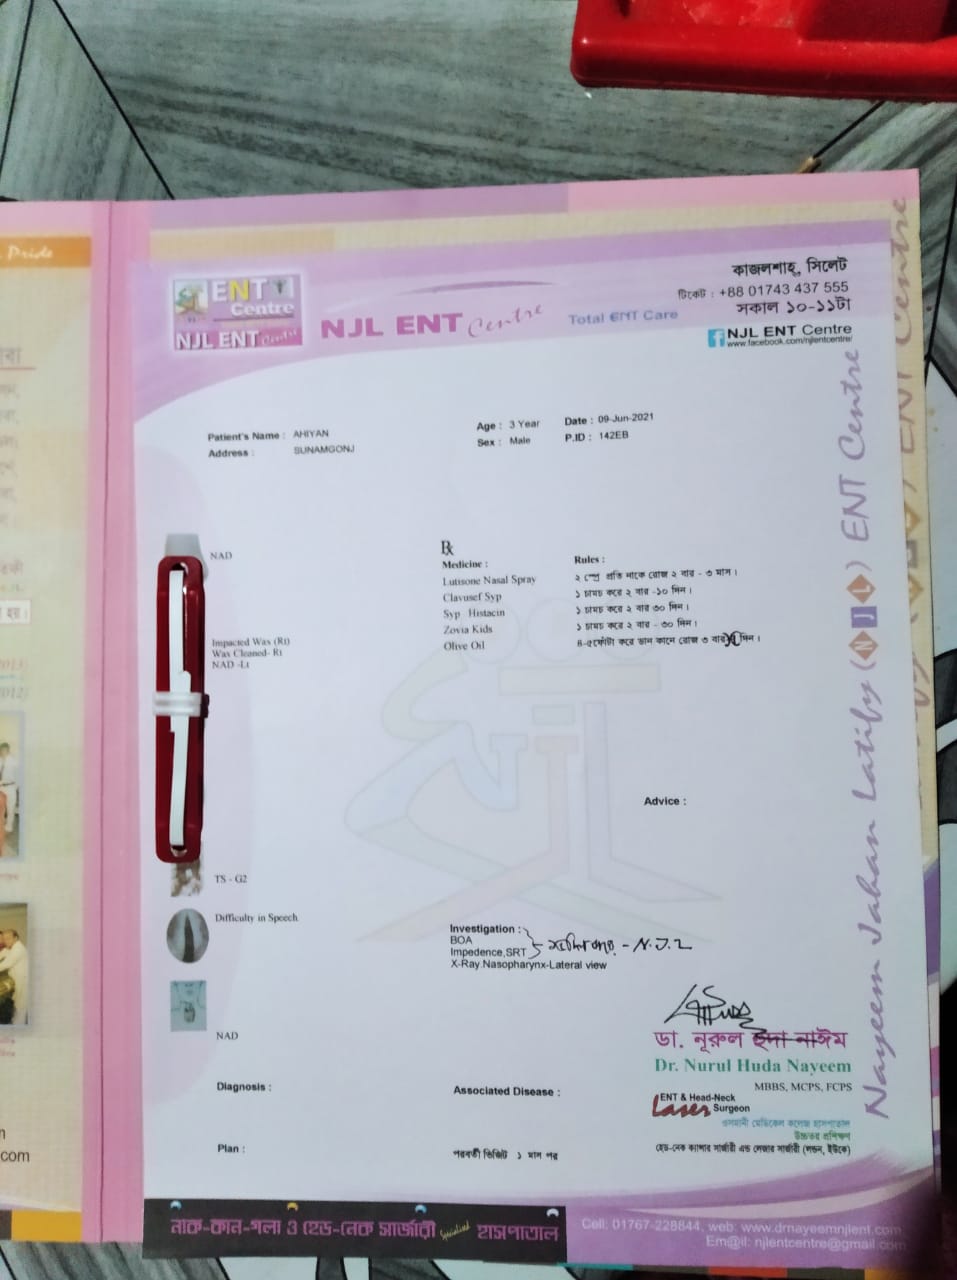 Pride
ENT
Centre
NJL ENT Centre
NJL ENT Centre
Total ENT Care
কাজলশাহ্, সিলেট
টিকেট : +88 01743 437 555
সকাল ১০-১১টা
NJL ENT Centre
www.facebook.com/njlentcentre/
Patient's Name : AHIYAN
Address : SUNAMGONJ
Age : 3 Year
Sex : Male
Date : 09-Jun-2021
P.ID : 142EB
NAD
Impacted Was (Rt)
Was Cleaned- Rt
NAD -Lt
Rx
Medicine : Rules :
Lutisone Nasal Spray ২ স্প্রে প্রতি নাকে রোজ ২ বার - ৩ মাস।
Clavusef Syp ১ চামচ করে ২ বার -১০ দিন।
Syp Histacin ১ চামচ করে ২ বার ৩০ দিন।
Zovia Kids ১ চামচ করে ২ বার - ৩০ দিন।
Olive Oil ৪-৫ফোঁটা করে ডান কানে রোজ ৩ বার দিন।
Advice :
TS - G2
Difficulty in Speech
Investigation :
BOA
Impedence,SRT
X-Ray.Nasopharynx-Lateral view
N.J.L
NAD
ডা. নূরুল হুদা নাঈম
Dr. Nurul Huda Nayeem
MBBS, MCPS, FCPS
ENT & Head-Neck
Laser Surgeon
ওসমানী মেডিকেল কলেজ হাসপাতাল
উচ্চতর প্রশিক্ষণ
হেড-নেক ক্যান্সার সার্জারী এন্ড লেজার সার্জারী (লন্ডন, ইউকে)
Diagnosis :
Associated Disease :
Plan :
পরবর্তী ভিজিট ১ মাস পর
Nayeem Jahan Latify (NJL) ENT Centre
নাক-কান-গলা ও হেড-নেক সার্জারী Specialised হাসপাতাল
Cell: 01767-228844, web: www.drnayeemnjlent.com
Em@il: njlentcentre@gmail.com